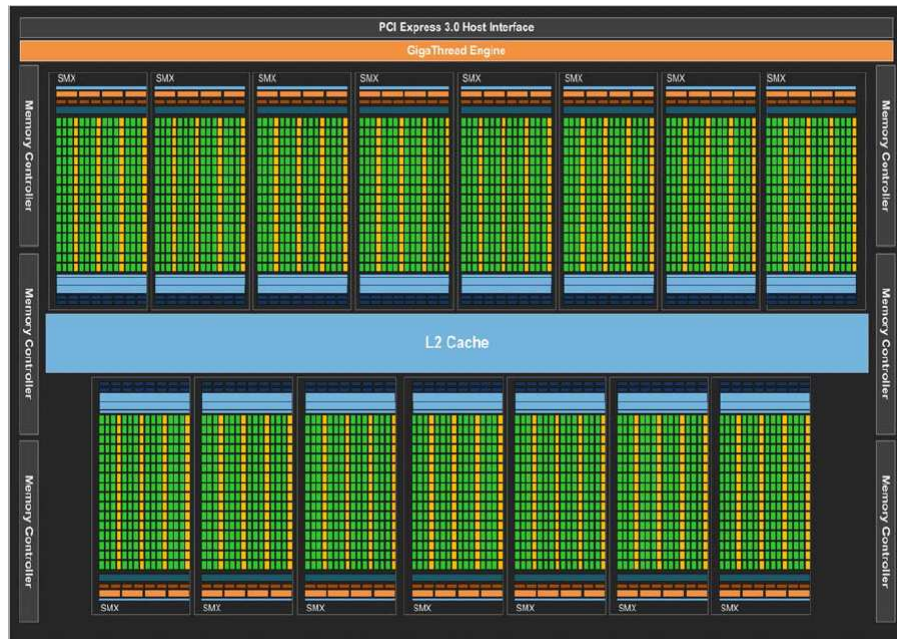 PCI Express 3.0 Host Interface
GigaThread Engine
SMX SMX SMX SMX SMX SMX SMX SMX
Memory Controller
Memory Controller
Memory Controller
Memory Controller
Memory Controller
Memory Controller
L2 Cache
SMX SMX SMX SMX SMX SMX SMX